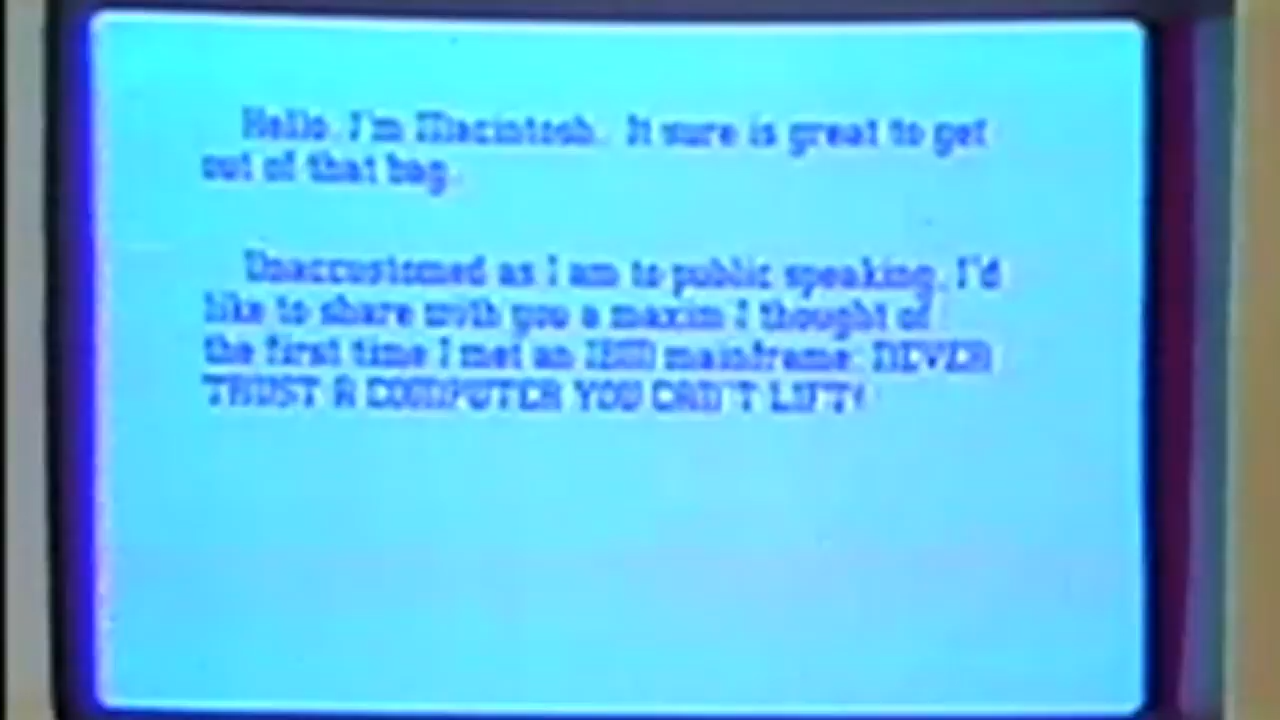 Hello. I'm Macintosh. It sure is great to get
out of that bag.
Unaccustomed as I am to public speaking, I'd
like to share with you a maxim I thought of
the first time I met an IBM mainframe: NEVER
TRUST A COMPUTER YOU CAN'T LIFT!